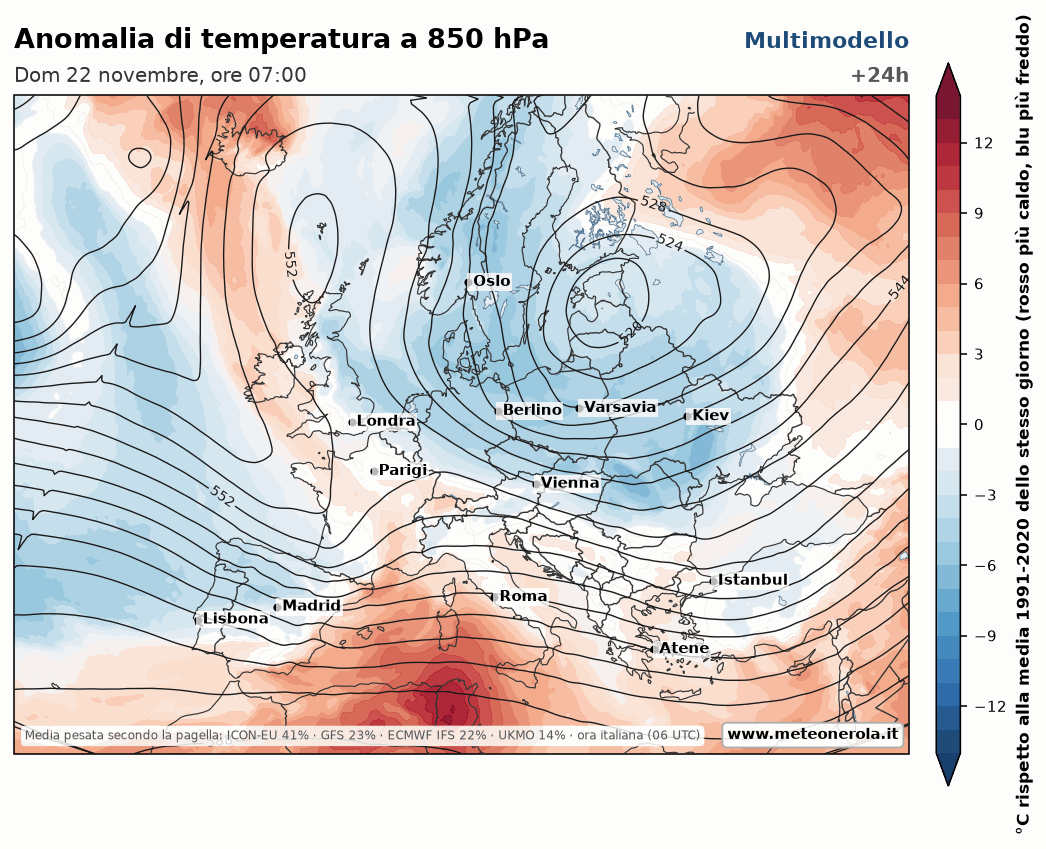 Anomalia di temperatura a 850 hPa
Multimodello
Dom 22 novembre, ore 07:00
+24h
528
524
552
544
Oslo
Berlino
Varsavia
Kiev
Londra
Parigi
Vienna
552
Istanbul
Roma
Madrid
Lisbona
Atene
Media pesata secondo la pagella: ICON-EU 41% · GFS 23% · ECMWF IFS 22% · UKMO 14% · ora italiana (06 UTC)
www.meteonerola.it
12
9
6
3
0
−3
−6
−9
−12
°C rispetto alla media 1991-2020 dello stesso giorno (rosso più caldo, blu più freddo)